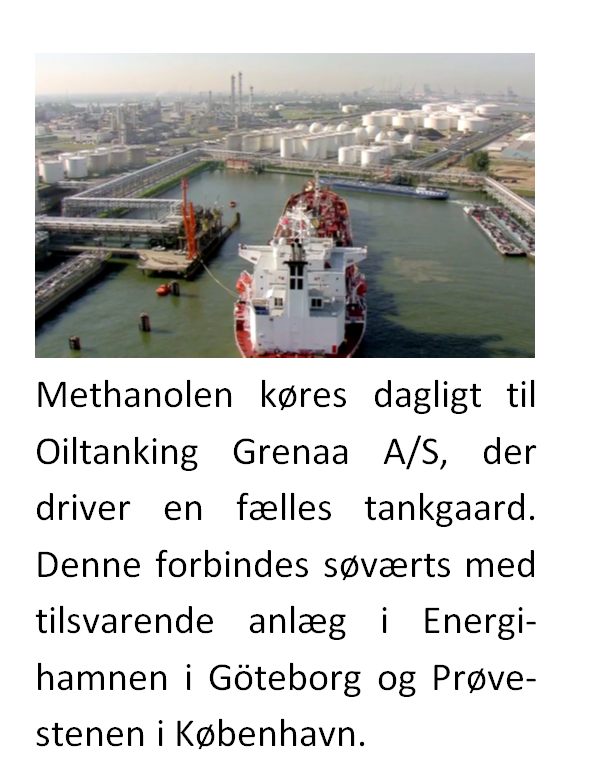 Methanolen køres dagligt til
Oiltanking Grenaa A/S, der
driver en fælles tankgaard.
Denne forbindes søværts med
tilsvarende anlæg i Energi-
hamnen i Göteborg og Prøve-
stenen i København.